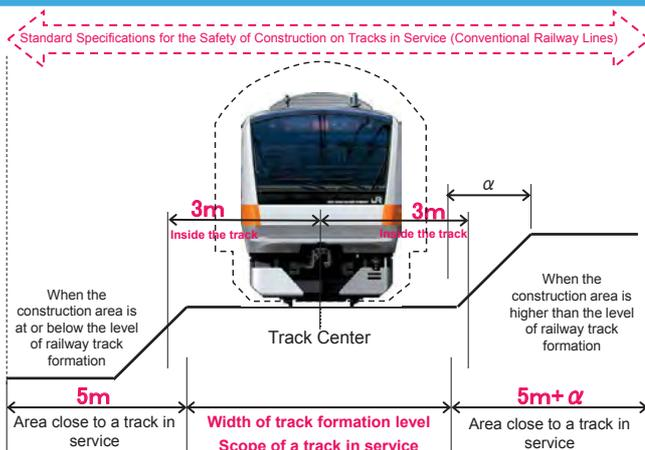 Standard Specifications for the Safety of Construction on Tracks in Service (Conventional Railway Lines)
α
3m
3m
Inside the track
Inside the track
JR
When the
construction area is
at or below the level
of railway track
formation
When the
construction area is
higher than the level
of railway track
formation
Track Center
5m
5m+α
Area close to a track in
service
Width of track formation level
Scope of a track in service
Area close to a track in
service